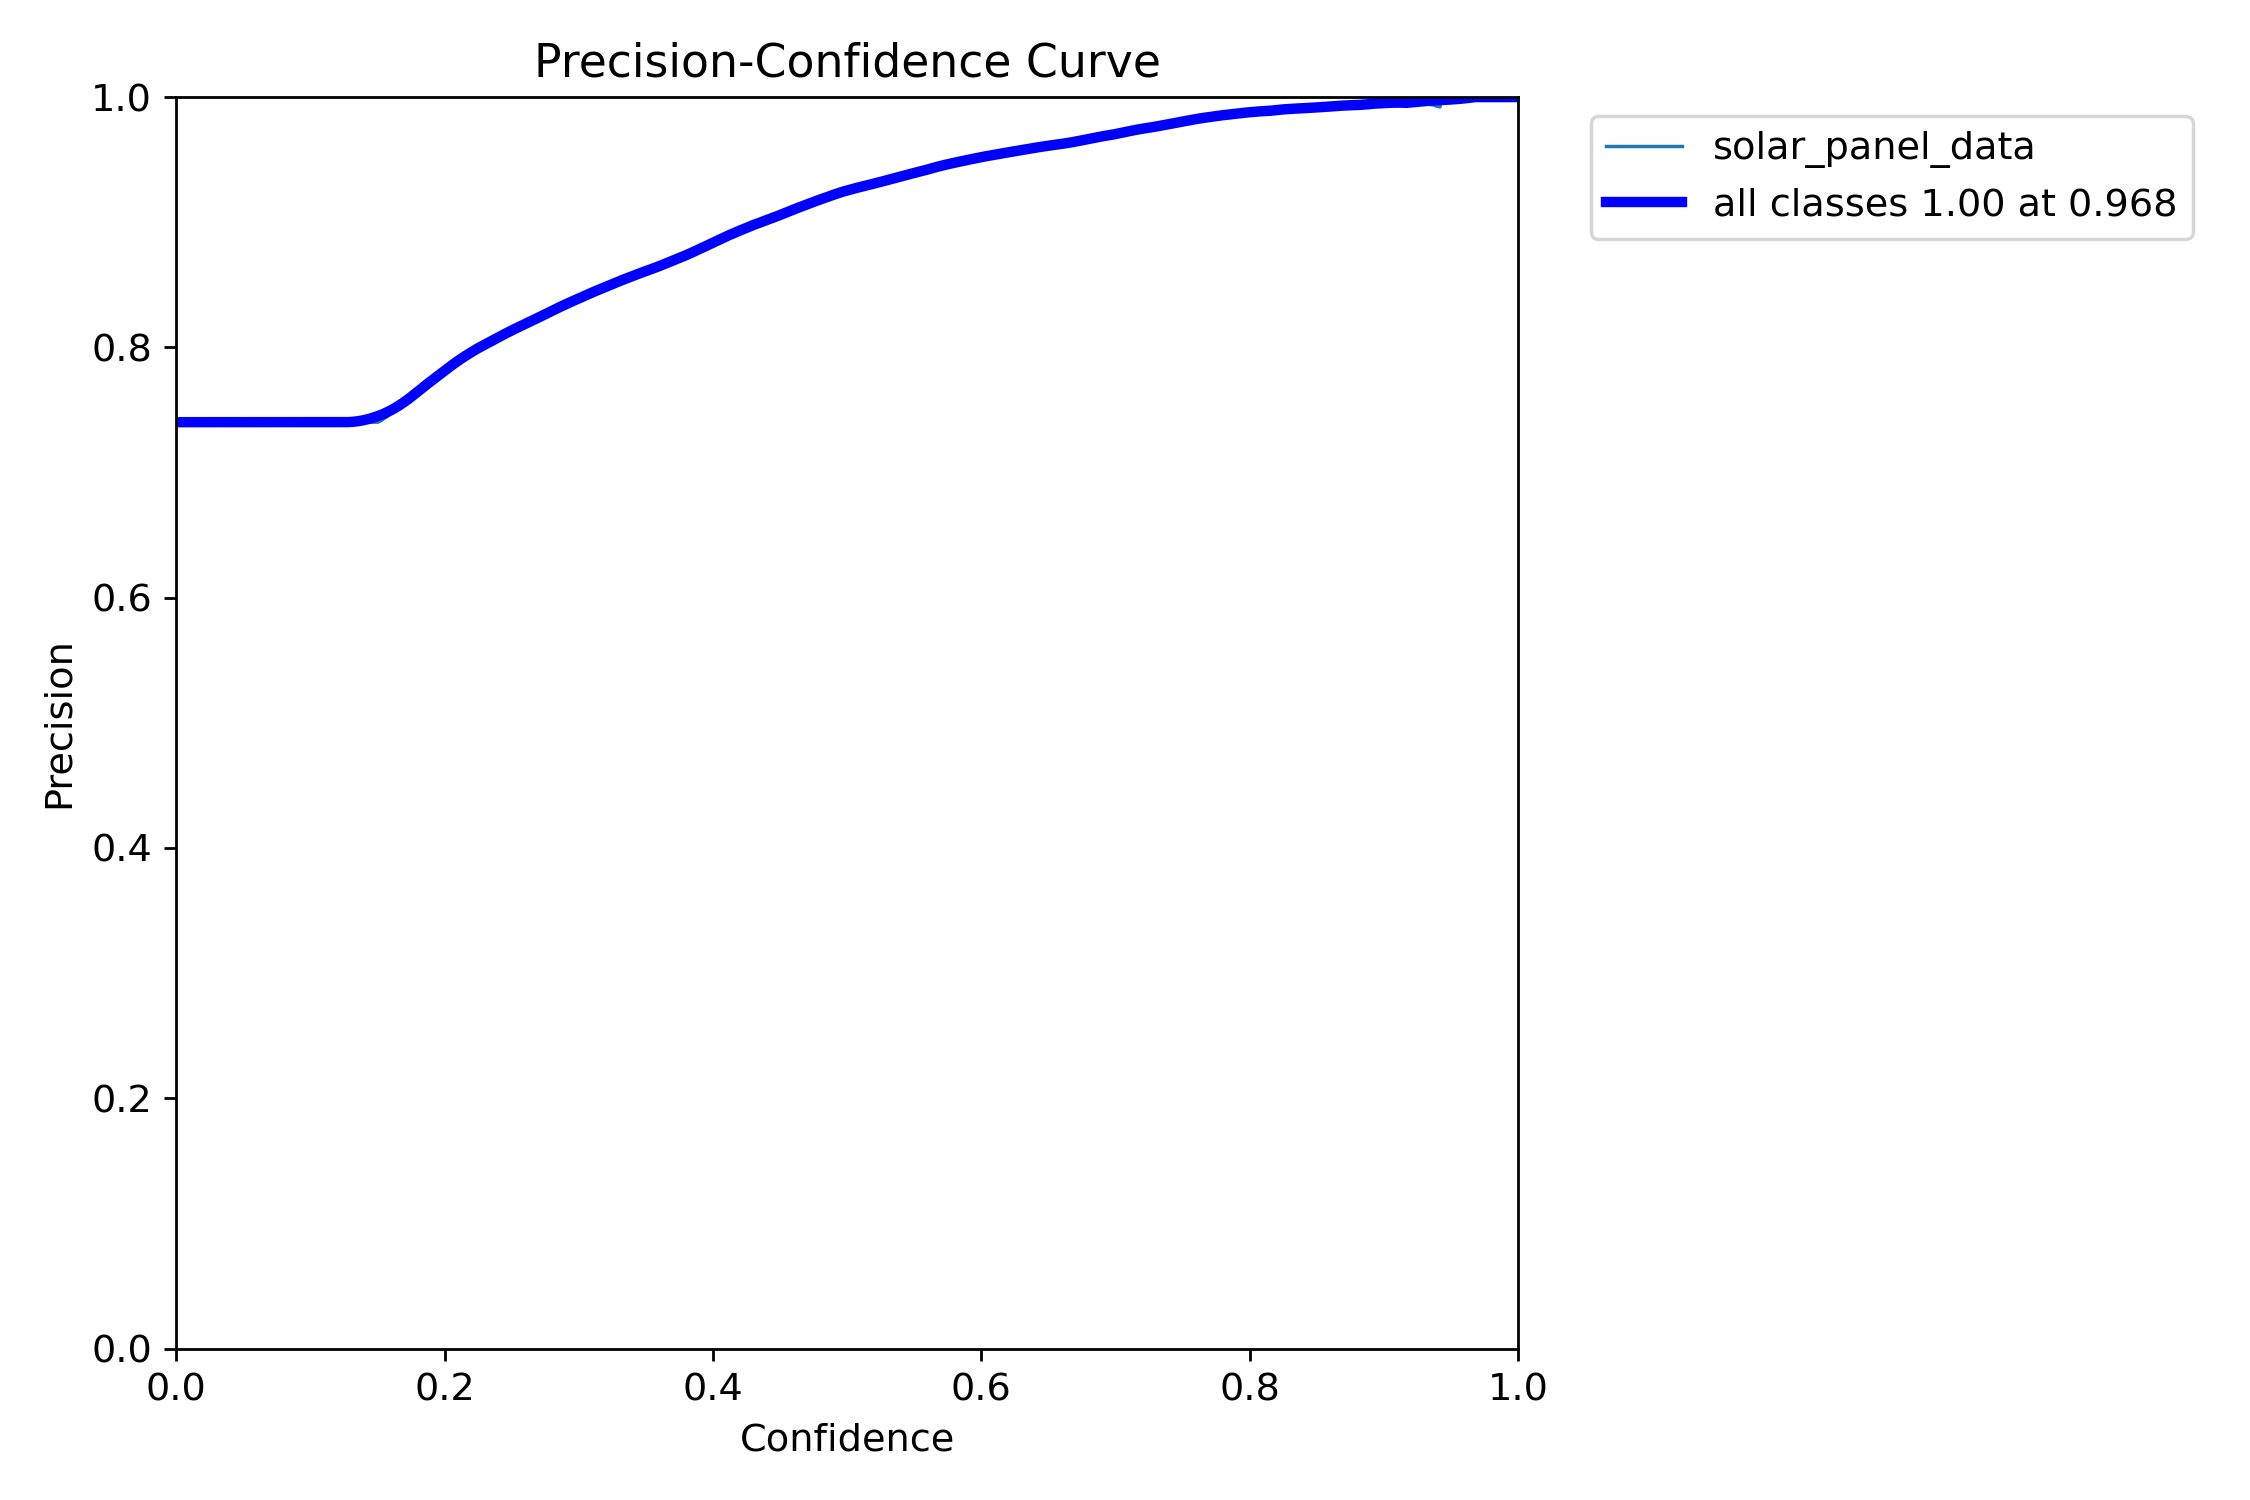 Precision-Confidence Curve
1.0
0.8
0.6
0.4
0.2
0.0
Precision
0.0 0.2 0.4 0.6 0.8 1.0
Confidence
solar_panel_data
all classes 1.00 at 0.968